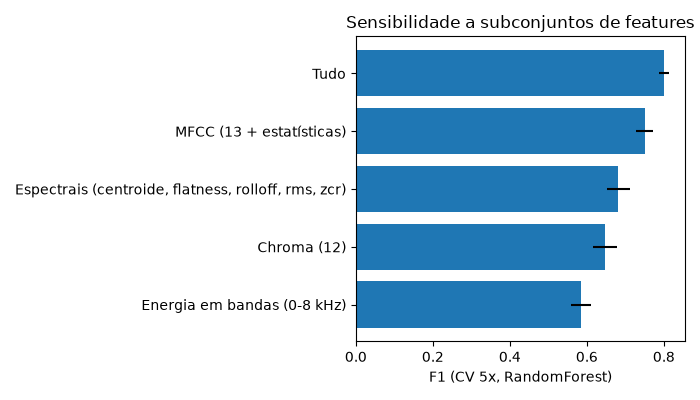 Sensibilidade a subconjuntos de features
Tudo
MFCC (13 + estatísticas)
Espectrais (centroide, flatness, rolloff, rms, zcr)
Chroma (12)
Energia em bandas (0-8 kHz)
0.0 0.2 0.4 0.6 0.8
F1 (CV 5x, RandomForest)